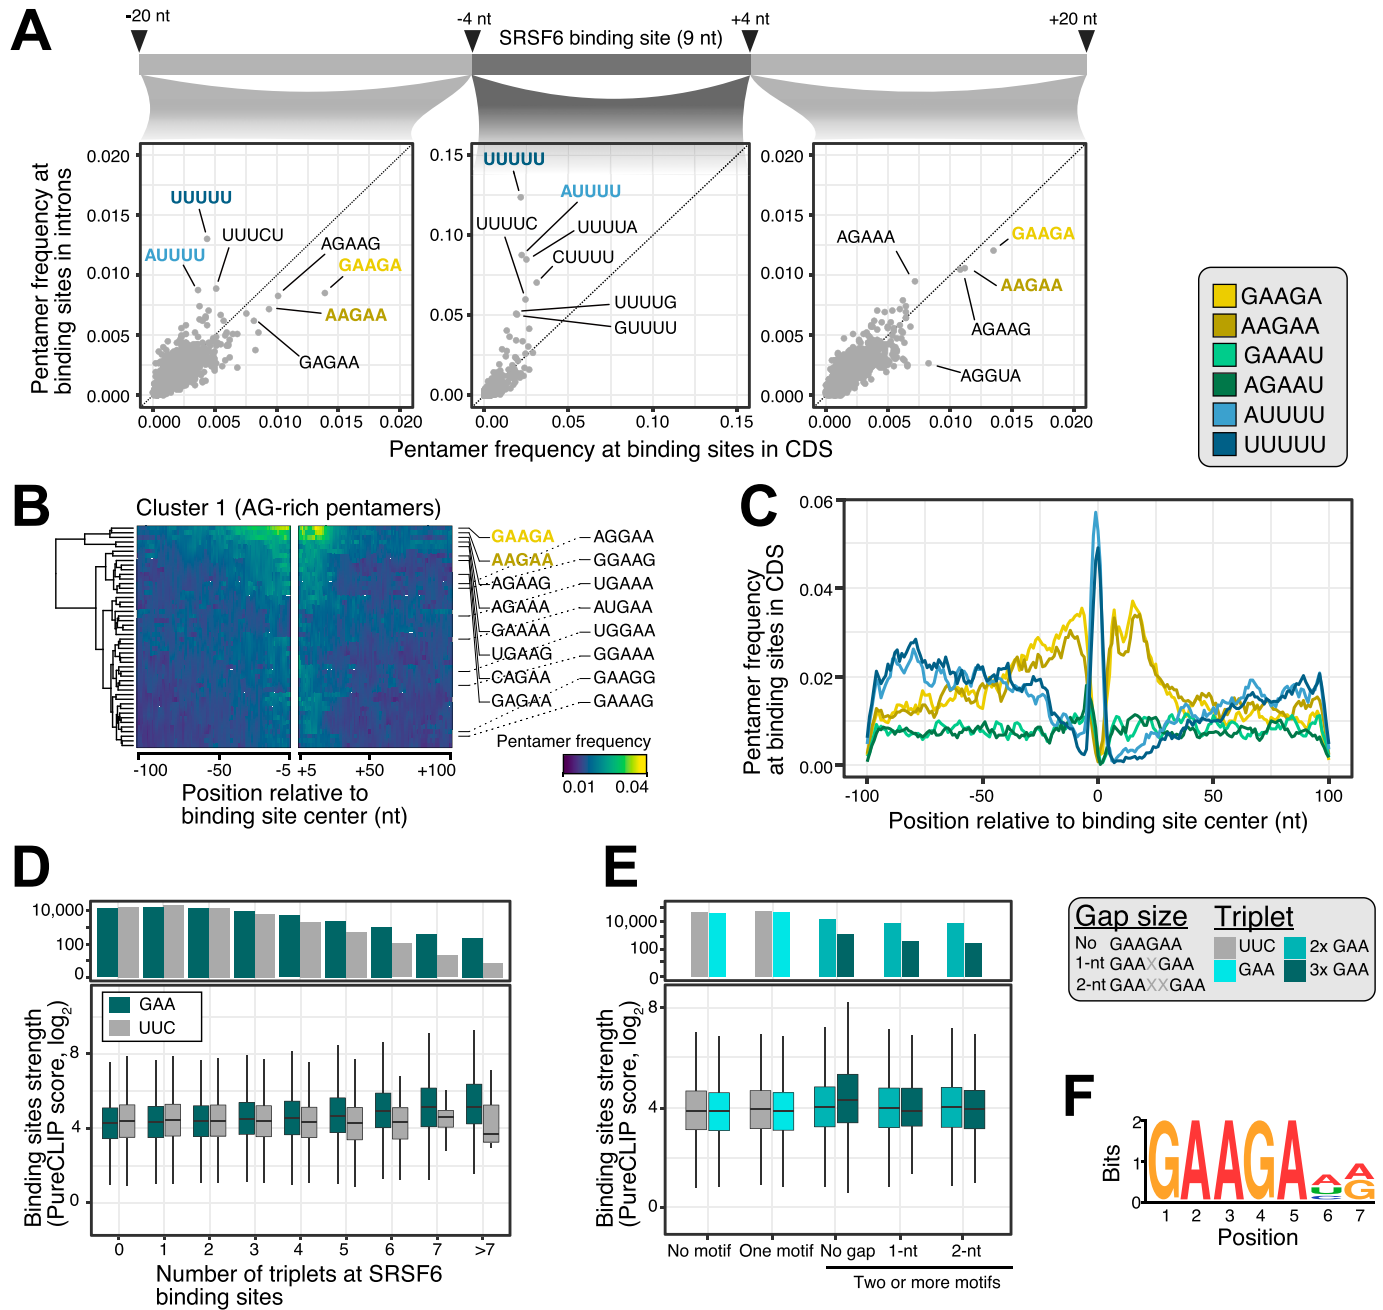 A
-20 nt
-4 nt
+4 nt
+20 nt
SRSF6 binding site (9 nt)
Pentamer frequency at
binding sites in introns
0.020
0.015
0.010
0.005
0.000
UUUUU
UUUCU
AUUUU
AGAAG
GAAGA
AAGAA
GAGAA
0.000
0.005
0.010
0.015
0.020
0.15
0.10
0.05
0.00
UUUUU
AUUUU
UUUUC
UUUUA
CUUUU
UUUUG
GUUUU
0.00
0.05
0.10
0.15
0.020
0.015
0.010
0.005
0.000
AGAAA
GAAGA
AAGAA
AGAAG
AGGUA
0.000
0.005
0.010
0.015
0.020
Pentamer frequency at binding sites in CDS
GAAGA
AAGAA
GAAAU
AGAAU
AUUUU
UUUUU
B
Cluster 1 (AG-rich pentamers)
GAAGA
AAGAA
AGAAG
AGAAA
GAAAA
UGAAG
CAGAA
GAGAA
AGGAA
GGAAG
UGAAA
AUGAA
UGGAA
GGAAA
GAAGG
GAAAG
-100
-50
-5
+5
+50
+100
Position relative to
binding site center (nt)
Pentamer frequency
0.01
0.04
C
Pentamer frequency
at binding sites in CDS
0.06
0.04
0.02
0.00
-100
-50
0
50
100
Position relative to binding site center (nt)
D
10,000
100
0
GAA
UUC
Binding sites strength
(PureCLIP score, log2)
8
4
0
0
1
2
3
4
5
6
7
>7
Number of triplets at SRSF6
binding sites
E
10,000
100
0
Binding sites strength
(PureCLIP score, log2)
8
4
0
No motif
One motif
No gap
1-nt
2-nt
Two or more motifs
Gap size
No GAAGAA
1-nt GAAXGAA
2-nt GAAXXGAA
Triplet
UUC
GAA
2x GAA
3x GAA
F
Bits
2
1
0
GAAGA
A
U
C
A
G
1
2
3
4
5
6
7
Position